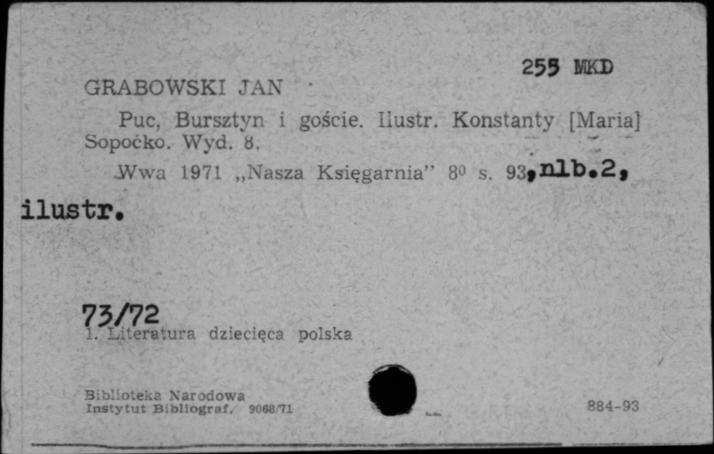 255 MKD
GRABOWSKI JAN
Puc, Bursztyn i goście. Ilustr. Konstanty [Maria]
Sopoćko. Wyd. 8.
Wwa 1971 „Nasza Księgarnia” 8⁰ s. 93, nlb.2,
ilustr.
73/72
1. Literatura dziecięca polska
Biblioteka Narodowa
Instytut Bibliograf. 9068/71
884-93